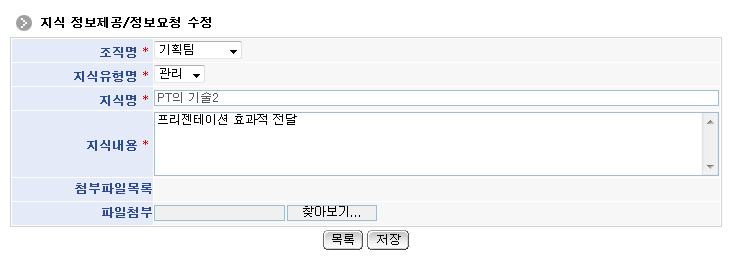 지식 정보제공/정보요청 수정
조직명 * 기획팀
지식유형명 * 관리
지식명 * PT의 기술2
지식내용 * 프리젠테이션 효과적 전달
첨부파일목록
파일첨부 찾아보기...
목록 저장